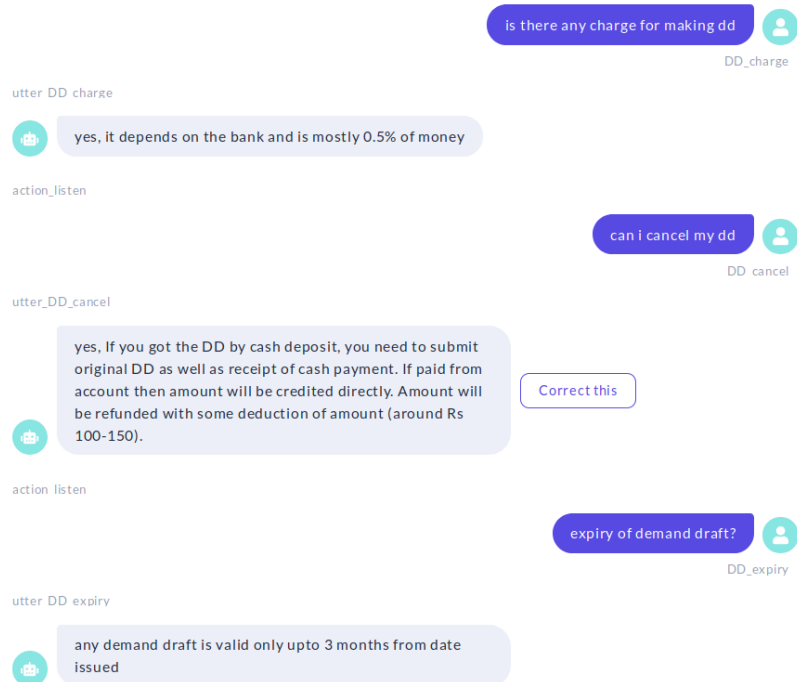 is there any charge for making dd
DD_charge
utter_DD_charge
yes, it depends on the bank and is mostly 0.5% of money
action_listen
can i cancel my dd
DD_cancel
utter_DD_cancel
yes, If you got the DD by cash deposit, you need to submit
original DD as well as receipt of cash payment. If paid from
account then amount will be credited directly. Amount will
be refunded with some deduction of amount (around Rs
100-150).
Correct this
action_listen
expiry of demand draft?
DD_expiry
utter_DD_expiry
any demand draft is valid only upto 3 months from date
issued